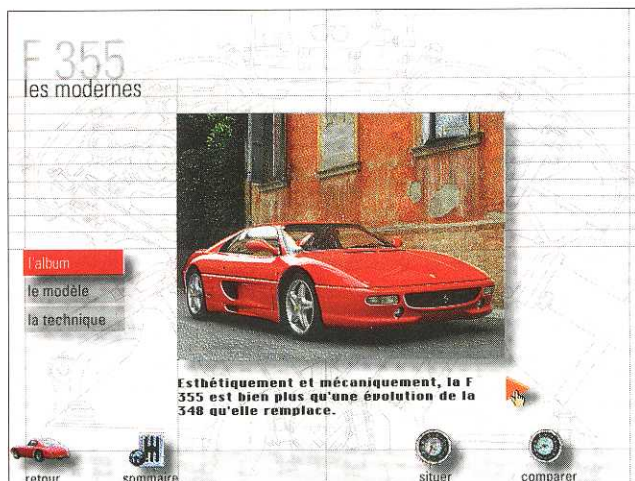 F 355
les modernes
l'album
le modèle
la technique
Esthétiquement et mécaniquement, la F
355 est bien plus qu'une évolution de la
348 qu'elle remplace.
retour
sommaire
situer
comparer